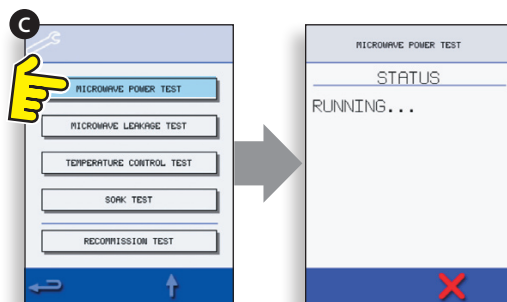 C
MICROWAVE POWER TEST
MICROWAVE LEAKAGE TEST
TEMPERATURE CONTROL TEST
SOAK TEST
RECOMMISSION TEST
MICROWAVE POWER TEST
STATUS
RUNNING...